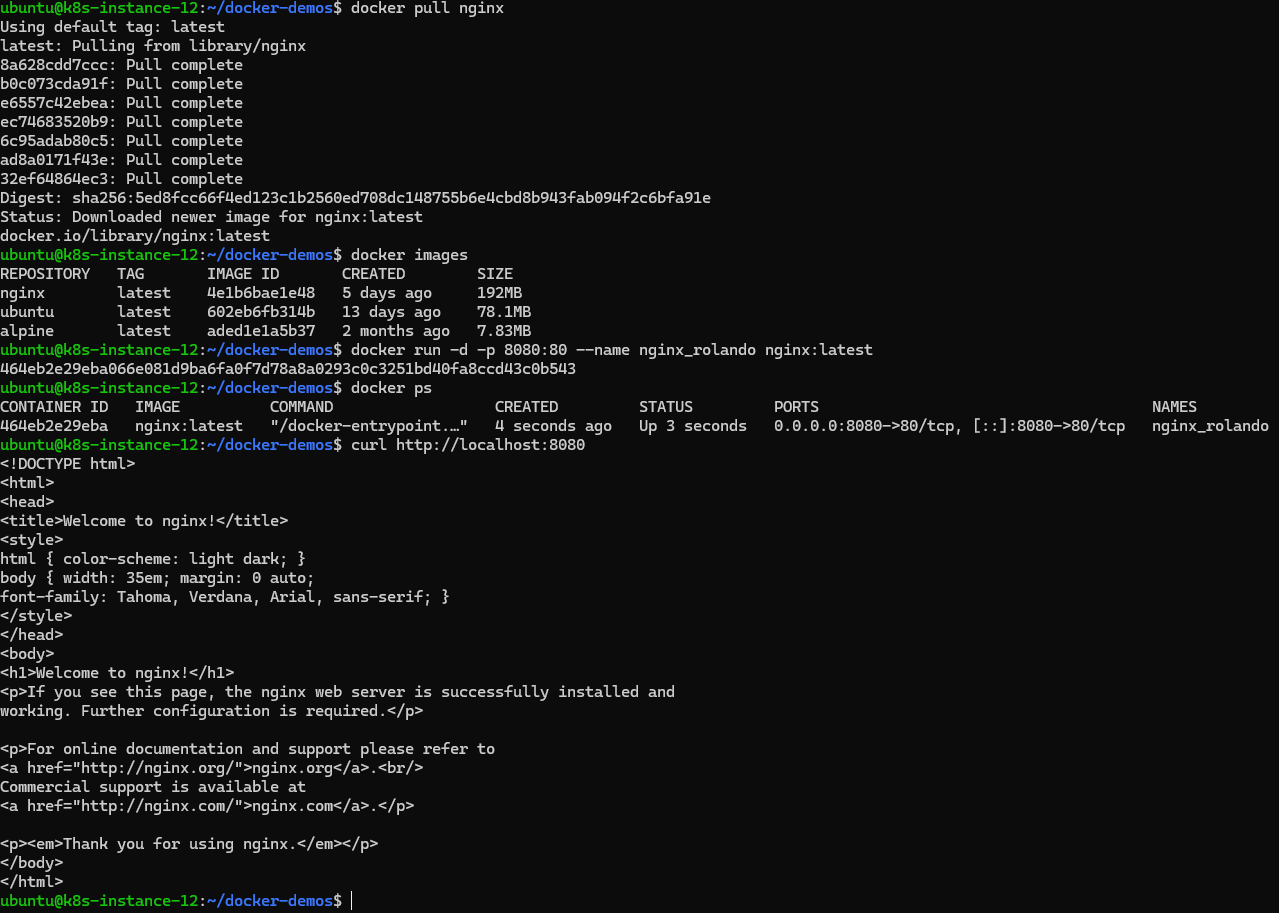 ubuntu@k8s-instance-12:~/docker-demos$ docker pull nginx
Using default tag: latest
latest: Pulling from library/nginx
8a628cdd7ccc: Pull complete
b0c073cda91f: Pull complete
e6557c42ebea: Pull complete
ec74683520b9: Pull complete
6c95adab80c5: Pull complete
ad8a0171f43e: Pull complete
32ef64864ec3: Pull complete
Digest: sha256:5ed8fcc66f4ed123c1b2560ed708dc148755b6e4cbd8b943fab094f2c6bfa91e
Status: Downloaded newer image for nginx:latest
docker.io/library/nginx:latest
ubuntu@k8s-instance-12:~/docker-demos$ docker images
REPOSITORY   TAG       IMAGE ID       CREATED        SIZE
nginx        latest    4e1b6bae1e48   5 days ago     192MB
ubuntu       latest    602eb6fb314b   13 days ago    78.1MB
alpine       latest    aded1e1a5b37   2 months ago   7.83MB
ubuntu@k8s-instance-12:~/docker-demos$ docker run -d -p 8080:80 --name nginx_rolando nginx:latest
464eb2e29eba066e081d9ba6fa0f7d78a8a0293c0c3251bd40fa8ccd43c0b543
ubuntu@k8s-instance-12:~/docker-demos$ docker ps
CONTAINER ID   IMAGE          COMMAND                  CREATED         STATUS         PORTS                                     NAMES
464eb2e29eba   nginx:latest   "/docker-entrypoint.…"   4 seconds ago   Up 3 seconds   0.0.0.0:8080->80/tcp, [::]:8080->80/tcp   nginx_rolando
ubuntu@k8s-instance-12:~/docker-demos$ curl http://localhost:8080
<!DOCTYPE html>
<html>
<head>
<title>Welcome to nginx!</title>
<style>
html { color-scheme: light dark; }
body { width: 35em; margin: 0 auto;
font-family: Tahoma, Verdana, Arial, sans-serif; }
</style>
</head>
<body>
<h1>Welcome to nginx!</h1>
<p>If you see this page, the nginx web server is successfully installed and
working. Further configuration is required.</p>

<p>For online documentation and support please refer to
<a href="http://nginx.org/">nginx.org</a>.<br/>
Commercial support is available at
<a href="http://nginx.com/">nginx.com</a>.</p>

<p><em>Thank you for using nginx.</em></p>
</body>
</html>
ubuntu@k8s-instance-12:~/docker-demos$